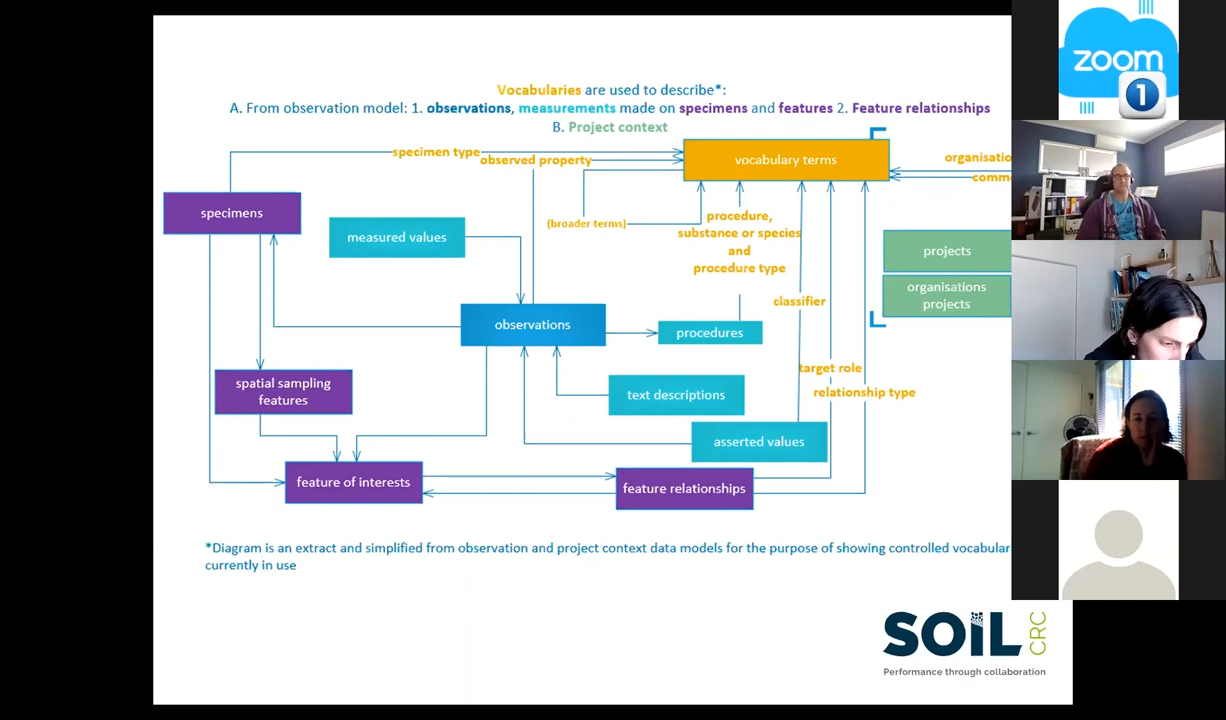 Vocabularies are used to describe*:
A. From observation model: 1. observations, measurements made on specimens and features 2. Feature relationships
B. Project context
specimen type
observed property
vocabulary terms
specimens
measured values
(broader terms)
procedure,
substance or species
and
procedure type
projects
organisations
projects
classifier
observations
procedures
target role
relationship type
spatial sampling
features
text descriptions
asserted values
feature of interests
feature relationships
*Diagram is an extract and simplified from observation and project context data models for the purpose of showing controlled
currently in use
SOIL CRC
Performance through collaboration
zoom
1